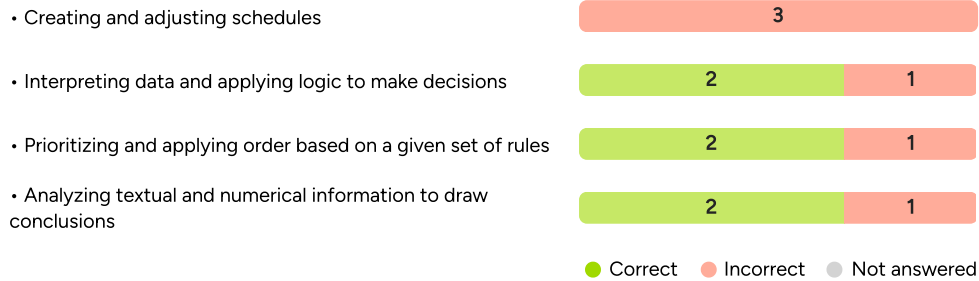 • Creating and adjusting schedules
3
• Interpreting data and applying logic to make decisions
2 1
• Prioritizing and applying order based on a given set of rules
2 1
• Analyzing textual and numerical information to draw
conclusions
2 1
Correct Incorrect Not answered